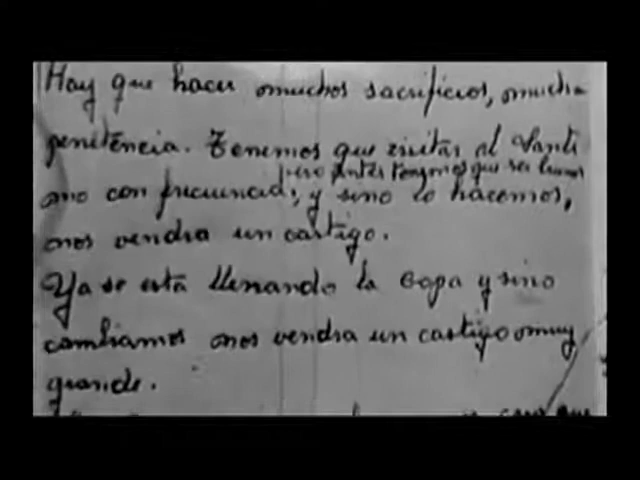 Hay que hacer muchos sacrificios, mucha
penitencia. Tenemos que visitar al Santi
pero antes tenemos que ser buenos
mo con frecuencia, y sino lo hacemos,
nos vendra un castigo.
Ya se está llenando la Copa y sino
cambiamos nos vendra un castigo muy
grande.